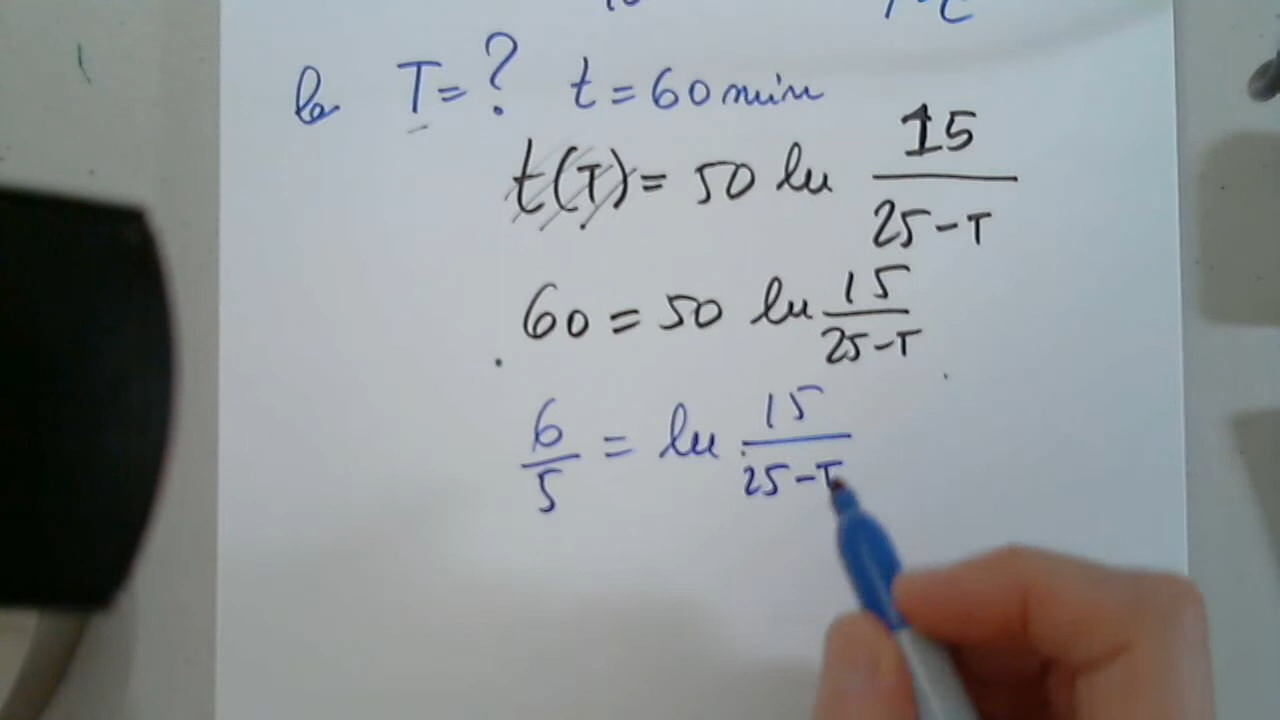 b T = ? t = 60 min
t(T) = 50 ln 15/(25-T)
60 = 50 ln 15/(25-T)
6/5 = ln 15/(25-T)